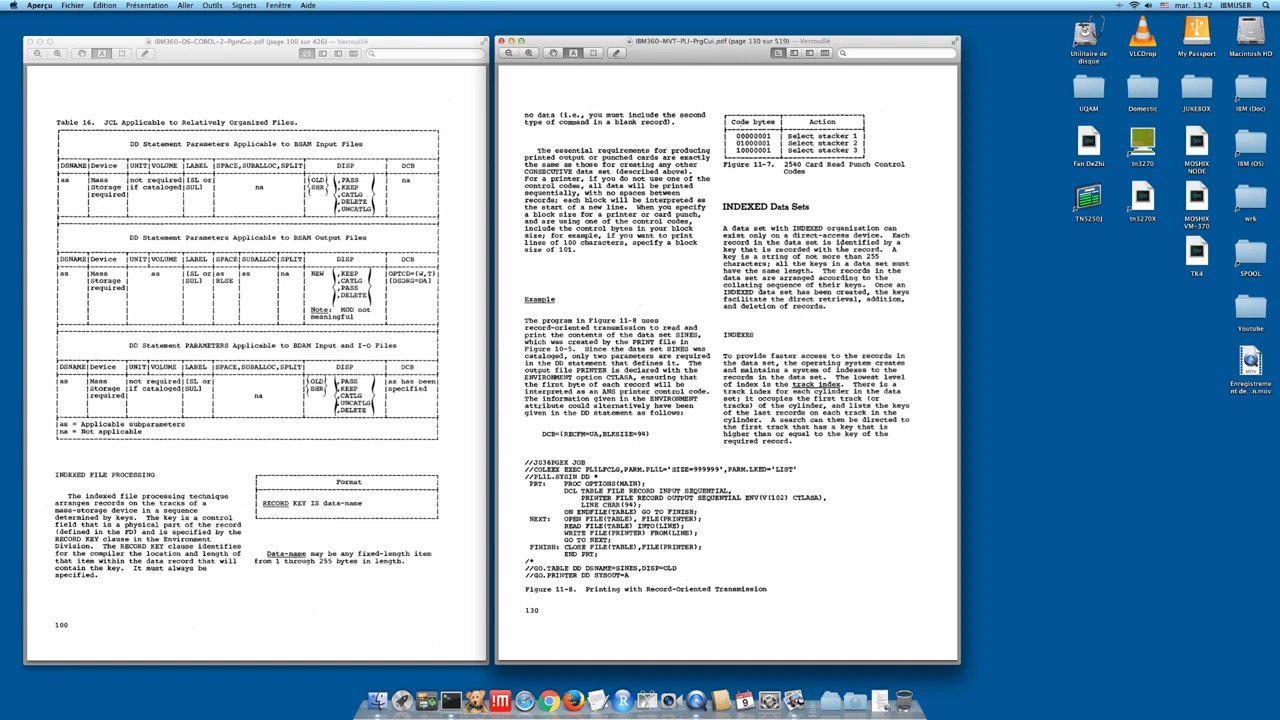 Aperçu Fichier Édition Présentation Aller Outils Signets Fenêtre Aide
mar. 13:42 IBMUSER
IBM360-OS-COBOL-2-PgmGui.pdf (page 100 sur 426) — Verrouillé
Table 16. JCL Applicable to Relatively Organized Files.
DD Statement Parameters Applicable to BSAM Input Files
DSNAME Device UNIT VOLUME LABEL SPACE,SUBALLOC,SPLIT DISP DCB
as Mass not required {SL or {OLD} ,PASS na
Storage if cataloged SUL} na {SHR} ,KEEP
required ,CATLG
,DELETE
,UNCATLG
DD Statement Parameters Applicable to BSAM Output Files
DSNAME Device UNIT VOLUME LABEL SPACE SUBALLOC SPLIT DISP DCB
as Mass as {SL or as as na NEW ,KEEP OPTCD={W,T}
Storage SUL} RLSE ,CATLG [DSORG=DA]
required ,PASS
,DELETE
Note: MOD not
meaningful
DD Statement PARAMETERS Applicable to BDAM Input and I-O Files
DSNAME Device UNIT VOLUME LABEL SPACE,SUBALLOC,SPLIT DISP DCB
as Mass not required {SL or {OLD} ,PASS as has been
Storage if cataloged SUL} {SHR} ,KEEP specified
required na ,CATLG
UNCATLG
,DELETE
as = Applicable subparameters
na = Not applicable
INDEXED FILE PROCESSING
The indexed file processing technique
arranges records on the tracks of a
mass-storage device in a sequence
determined by keys. The key is a control
field that is a physical part of the record
(defined in the FD) and is specified by the
RECORD KEY clause in the Environment
Division. The RECORD KEY clause identifies
for the compiler the location and length of
that item within the data record that will
contain the key. It must always be
specified.
Format
RECORD KEY IS data-name
Data-name may be any fixed-length item
from 1 through 255 bytes in length.
100
IBM360-MVT-PLI-PrgGui.pdf (page 130 sur 519) — Verrouillé
no data (i.e., you must include the second
type of command in a blank record).
The essential requirements for producing
printed output or punched cards are exactly
the same as those for creating any other
CONSECUTIVE data set (described above).
For a printer, if you do not use one of the
control codes, all data will be printed
sequentially, with no spaces between
records; each block will be interpreted as
the start of a new line. When you specify
a block size for a printer or card punch,
and are using one of the control codes,
include the control bytes in your block
size; for example, if you want to print
lines of 100 characters, specify a block
size of 101.
Example
The program in Figure 11-8 uses
record-oriented transmission to read and
print the contents of the data set SINES,
which was created by the PRINT file in
Figure 10-5. Since the data set SINES was
cataloged, only two parameters are required
in the DD statement that defines it. The
output file PRINTER is declared with the
ENVIRONMENT option CTLASA, ensuring that
the first byte of each record will be
interpreted as an ANS printer control code.
The information given in the ENVIRONMENT
attribute could alternatively have been
given in the DD statement as follows:
DCB=(RECFM=UA,BLKSIZE=94)
Code bytes Action
00000001 Select stacker 1
01000001 Select stacker 2
10000001 Select stacker 3
Figure 11-7. 2540 Card Read Punch Control
Codes
INDEXED Data Sets
A data set with INDEXED organization can
exist only on a direct-access device. Each
record in the data set is identified by a
key that is recorded with the record. A
key is a string of not more than 255
characters; all the keys in a data set must
have the same length. The records in the
data set are arranged according to the
collating sequence of their keys. Once an
INDEXED data set has been created, the keys
facilitate the direct retrieval, addition,
and deletion of records.
INDEXES
To provide faster access to the records in
the data set, the operating system creates
and maintains a system of indexes to the
records in the data set. The lowest level
of index is the track index. There is a
track index for each cylinder in the data
set; it occupies the first track (or
tracks) of the cylinder, and lists the keys
of the last records on each track in the
cylinder. A search can then be directed to
the first track that has a key that is
higher than or equal to the key of the
required record.
//J036PGEX JOB
//COLEEX EXEC PL1LFCLG,PARM.PL1L='SIZE=999999',PARM.LKED='LIST'
//PL1L.SYSIN DD *
PRT: PROC OPTIONS(MAIN);
DCL TABLE FILE RECORD INPUT SEQUENTIAL,
PRINTER FILE RECORD OUTPUT SEQUENTIAL ENV(V(102) CTLASA),
LINE CHAR(94);
ON ENDFILE(TABLE) GO TO FINISH;
NEXT: OPEN FILE(TABLE), FILE(PRINTER);
READ FILE(TABLE) INTO(LINE);
WRITE FILE(PRINTER) FROM(LINE);
GO TO NEXT;
FINISH: CLOSE FILE(TABLE),FILE(PRINTER);
END PRT;
/*
//GO.TABLE DD DSNAME=SINES,DISP=OLD
//GO.PRINTER DD SYSOUT=A
Figure 11-8. Printing with Record-Oriented Transmission
130
Utilitaire de disque
VLCDrop
My Passport
Macintosh HD
UQAM
Domestic
JUKEBOX
IBM (Doc)
Fan DeZhi
tn3270
MOSHIX NODE
IBM (OS)
TN5250J
tn3270X
MOSHIX VM-370
wrk
TK4
SPOOL
Youtube
MOV
Enregistreme
nt de...n.mov
9